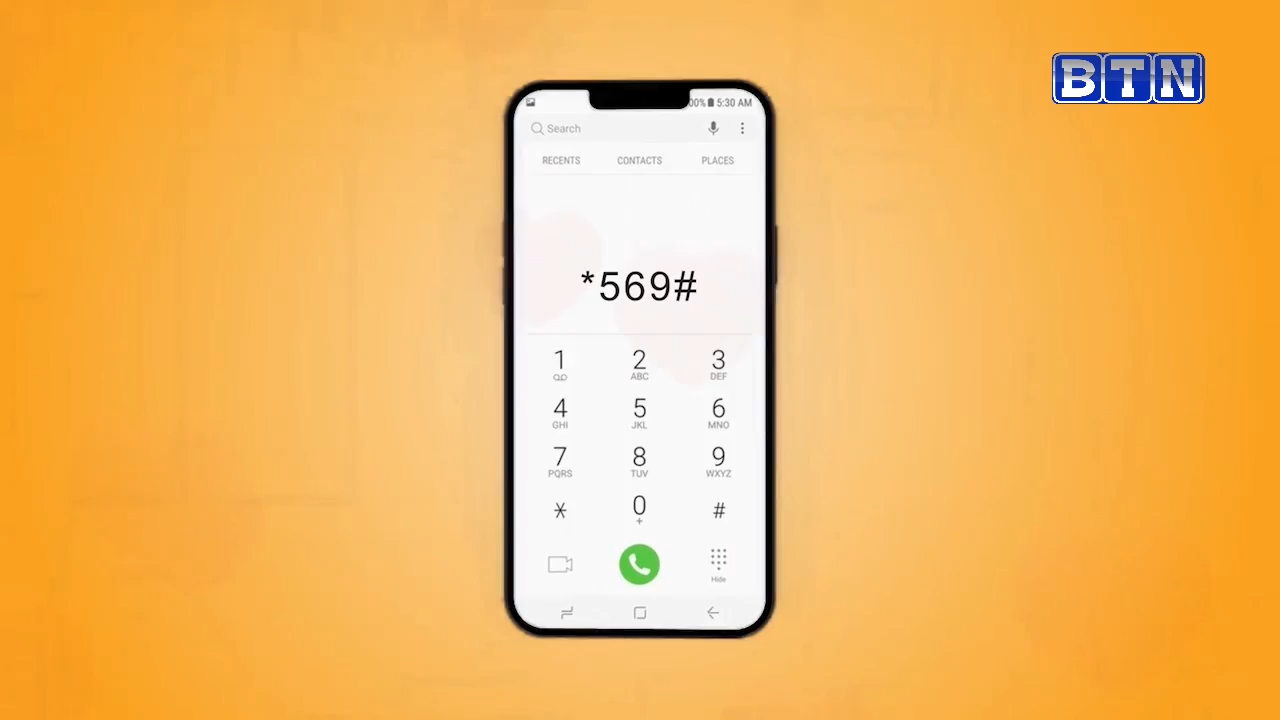 BTN
00% 5:30 AM
Search
RECENTS CONTACTS PLACES
*569#
1 2 3
ABC DEF
4 5 6
GHI JKL MNO
7 8 9
PQRS TUV WXYZ
* 0 #
+
Hide